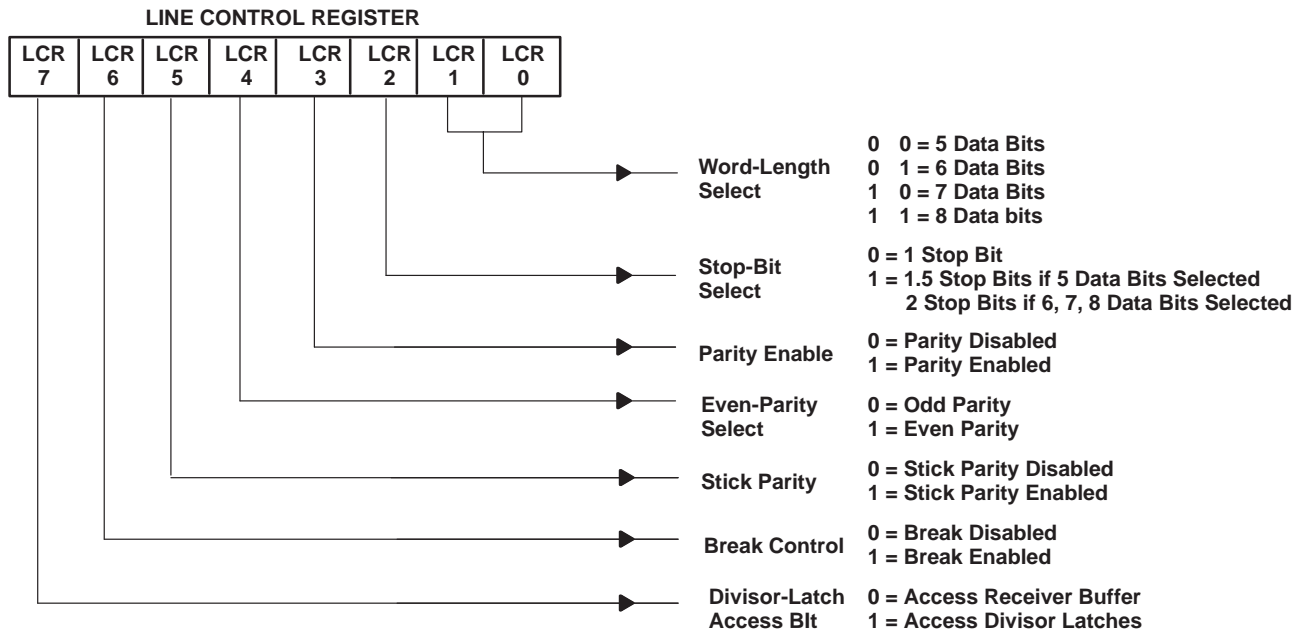 LINE CONTROL REGISTER
LCR LCR LCR LCR LCR LCR LCR LCR
7 6 5 4 3 2 1 0
Word-Length
Select
0 0 = 5 Data Bits
0 1 = 6 Data Bits
1 0 = 7 Data Bits
1 1 = 8 Data bits
Stop-Bit
Select
0 = 1 Stop Bit
1 = 1.5 Stop Bits if 5 Data Bits Selected
2 Stop Bits if 6, 7, 8 Data Bits Selected
Parity Enable
0 = Parity Disabled
1 = Parity Enabled
Even-Parity
Select
0 = Odd Parity
1 = Even Parity
Stick Parity
0 = Stick Parity Disabled
1 = Stick Parity Enabled
Break Control
0 = Break Disabled
1 = Break Enabled
Divisor-Latch
Access BIt
0 = Access Receiver Buffer
1 = Access Divisor Latches